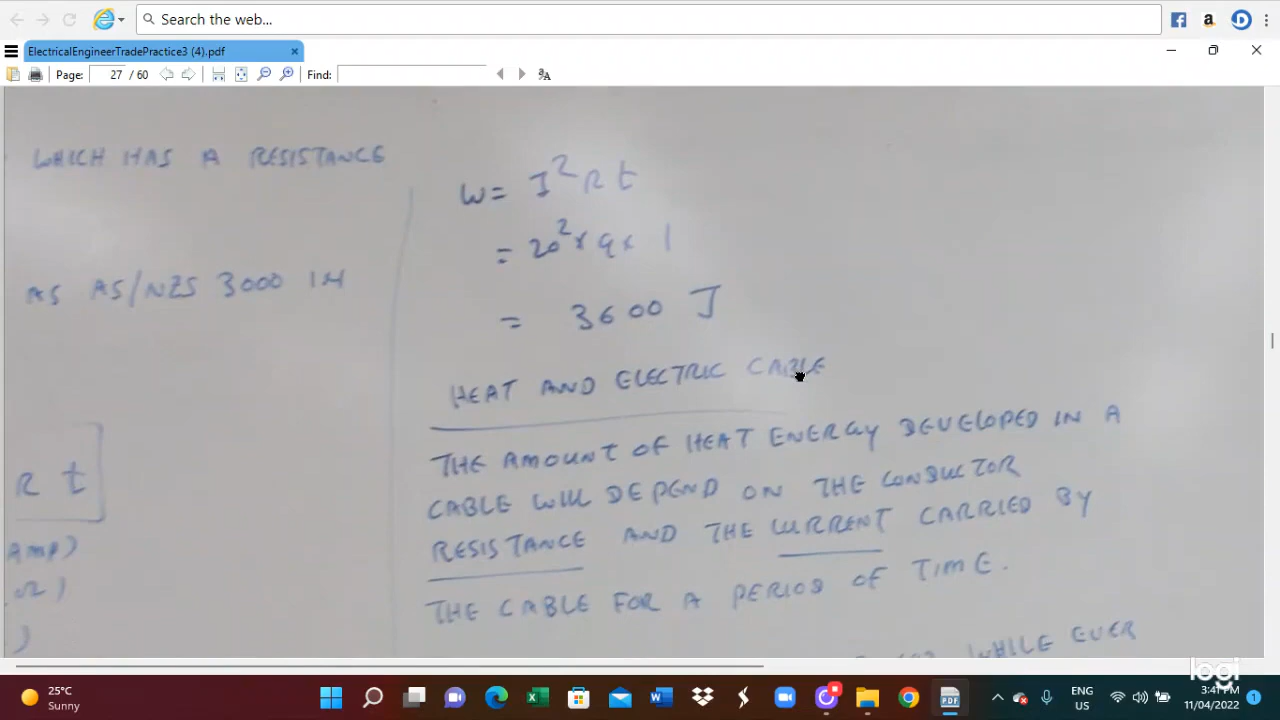 Search the web...
ElectricalEngineerTradePractice3 (4).pdf
Page: 27 / 60 Find:
WHICH HAS A RESISTANCE
AS AS/NZS 3000 IN
R t
Amp)
Ω)
)
W = I²Rt
= 20² x 9 x 1
= 3600 J
HEAT AND ELECTRIC CABLE
THE AMOUNT OF HEAT ENERGY DEVELOPED IN A
CABLE WILL DEPEND ON THE CONDUCTOR
RESISTANCE AND THE CURRENT CARRIED BY
THE CABLE FOR A PERIOD OF TIME.
WHILE EVER
logi
25°C
Sunny
ENG
US
3:41 PM
11/04/2022